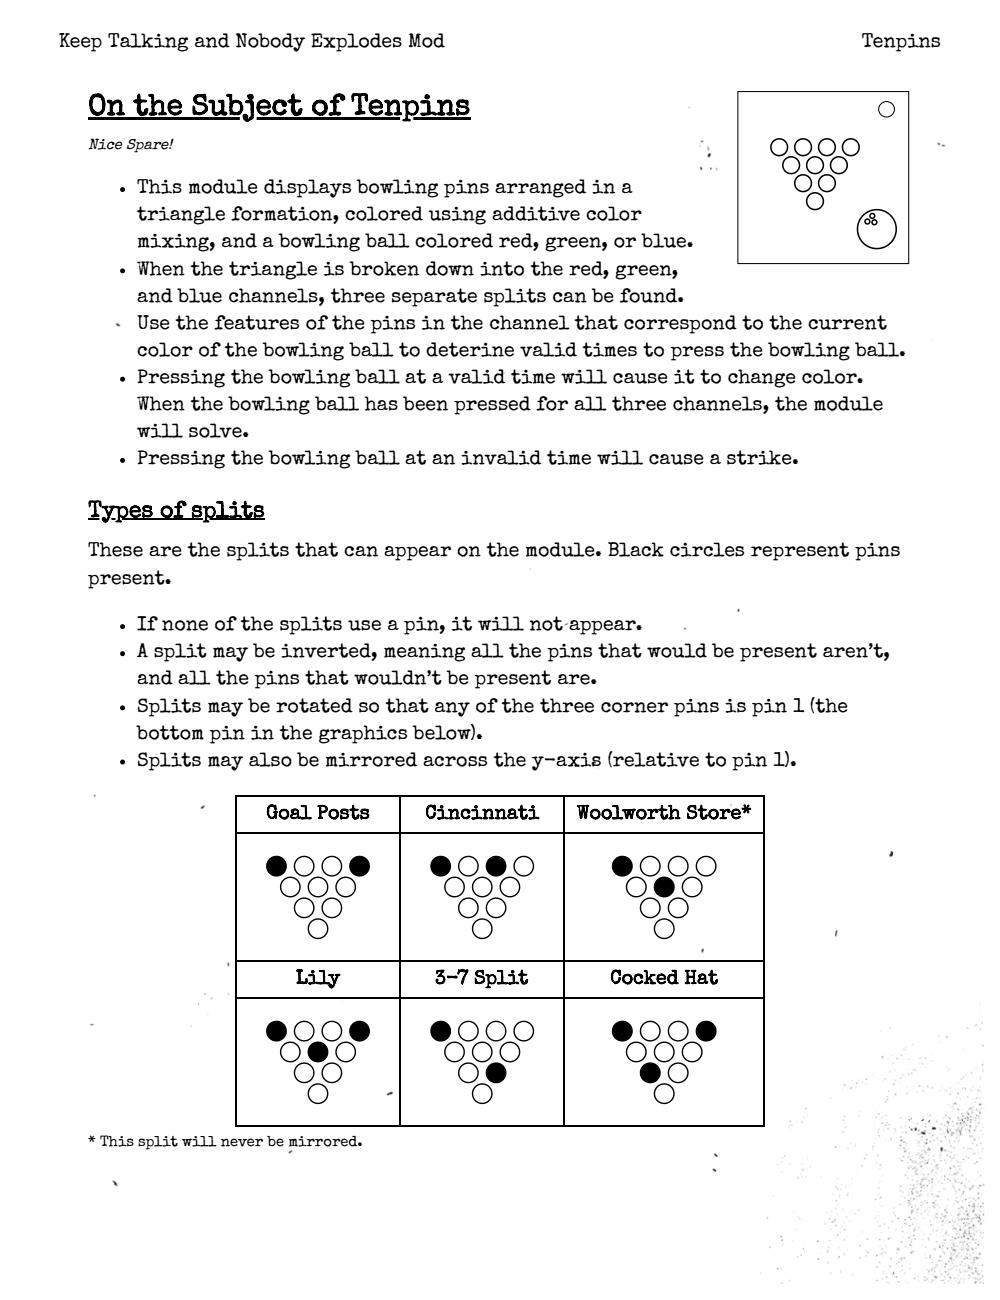 Keep Talking and Nobody Explodes Mod
Tenpins
On the Subject of Tenpins
Nice Spare!
• This module displays bowling pins arranged in a
triangle formation, colored using additive color
mixing, and a bowling ball colored red, green, or blue.
• When the triangle is broken down into the red, green,
and blue channels, three separate splits can be found.
Use the features of the pins in the channel that correspond to the current
color of the bowling ball to deterine valid times to press the bowling ball.
• Pressing the bowling ball at a valid time will cause it to change color.
When the bowling ball has been pressed for all three channels, the module
will solve.
• Pressing the bowling ball at an invalid time will cause a strike.
Types of splits
These are the splits that can appear on the module. Black circles represent pins
present.
• If none of the splits use a pin, it will not appear.
• A split may be inverted, meaning all the pins that would be present aren't,
and all the pins that wouldn't be present are.
• Splits may be rotated so that any of the three corner pins is pin 1 (the
bottom pin in the graphics below).
• Splits may also be mirrored across the y-axis (relative to pin 1).
Goal Posts
Cincinnati
Woolworth Store*
Lily
3-7 Split
Cocked Hat
* This split will never be mirrored.